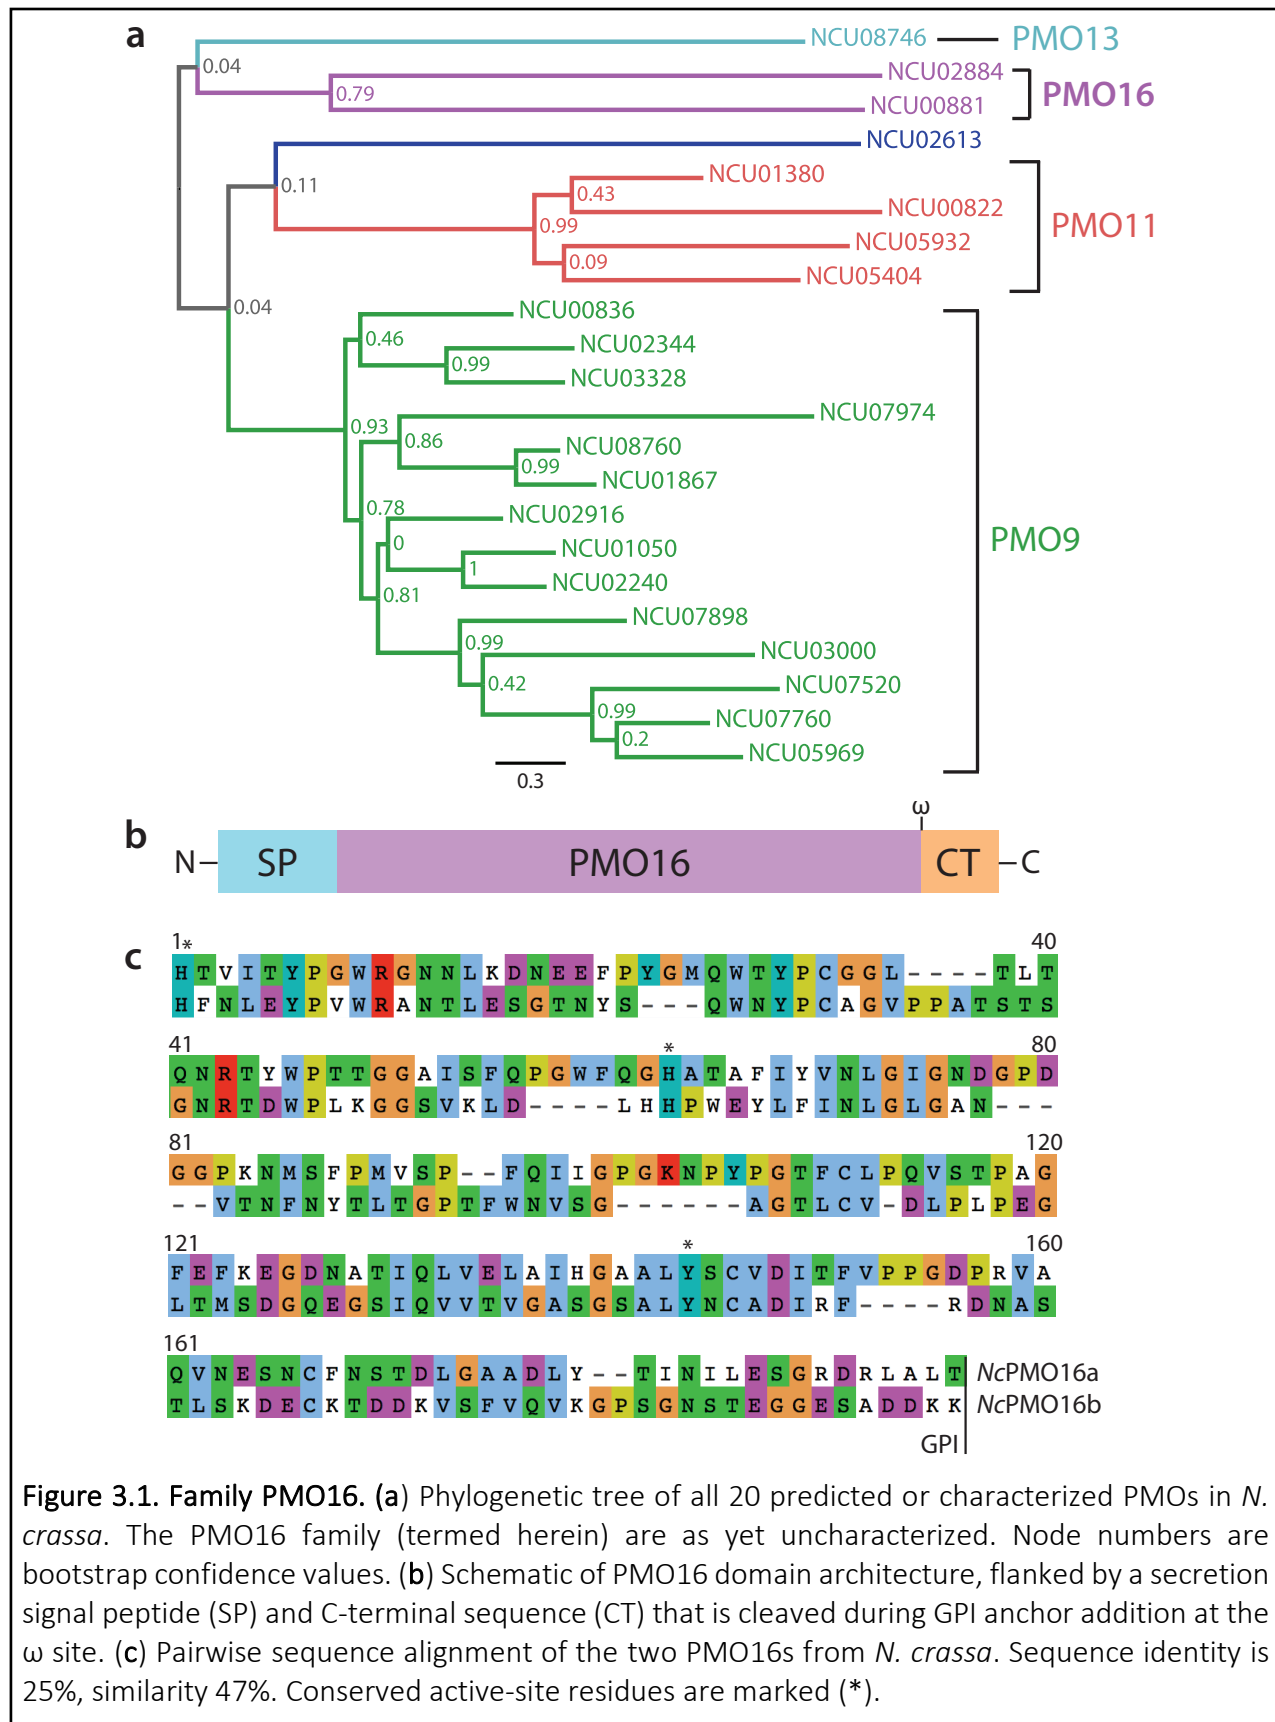 a
NCU08746
PMO13
0.04
NCU02884
0.79
PMO16
NCU00881
NCU02613
0.11
NCU01380
0.43
NCU00822
0.99
PMO11
NCU05932
0.09
NCU05404
0.04
NCU00836
0.46
NCU02344
0.99
NCU03328
NCU07974
0.93
0.86
NCU08760
0.99
NCU01867
0.78
NCU02916
0
PMO9
NCU01050
1
NCU02240
0.81
NCU07898
0.99
NCU03000
0.42
NCU07520
0.99
NCU07760
0.2
NCU05969
0.3
b
ω
N SP PMO16 CT C
c
1* 40
HTVITYPGWRGNNLKDNEEFPYGMQWTYPCGGL----TLT
HFNLEYPVWRANTLESGTNYS---QWNYPCAGVPPATSTS
41 * 80
QNRTYWPTTGGAISFQPGWFQGHATAFIYVNLGIGNDGPD
GNRTDWPLKGGSVKLD----LHHPWEYLFINLGLGAN---
81 120
GGPKNMSFPMVSP--FQIIGPGKNPYPGTFCLPQVSTPAG
--VTNFNYTLTGPTFWNVSG------AGTLCV-DLPLPEG
121 * 160
FEFKEGDNATIQLVELAIHGAALYSCVDITFVPPGDPRVA
LTMSDGQEGSIQVVTVGASGSALYNCADIRF----RDNAS
161
QVNESNCFNSTDLGAADLY--TINILESGRDRLALT NcPMO16a
TLSKDECKTDDKVSFVQVKGPSGNSTEGGESADDKK NcPMO16b
GPI
Figure 3.1. Family PMO16. (a) Phylogenetic tree of all 20 predicted or characterized PMOs in N.
crassa. The PMO16 family (termed herein) are as yet uncharacterized. Node numbers are
bootstrap confidence values. (b) Schematic of PMO16 domain architecture, flanked by a secretion
signal peptide (SP) and C-terminal sequence (CT) that is cleaved during GPI anchor addition at the
ω site. (c) Pairwise sequence alignment of the two PMO16s from N. crassa. Sequence identity is
25%, similarity 47%. Conserved active-site residues are marked (*).